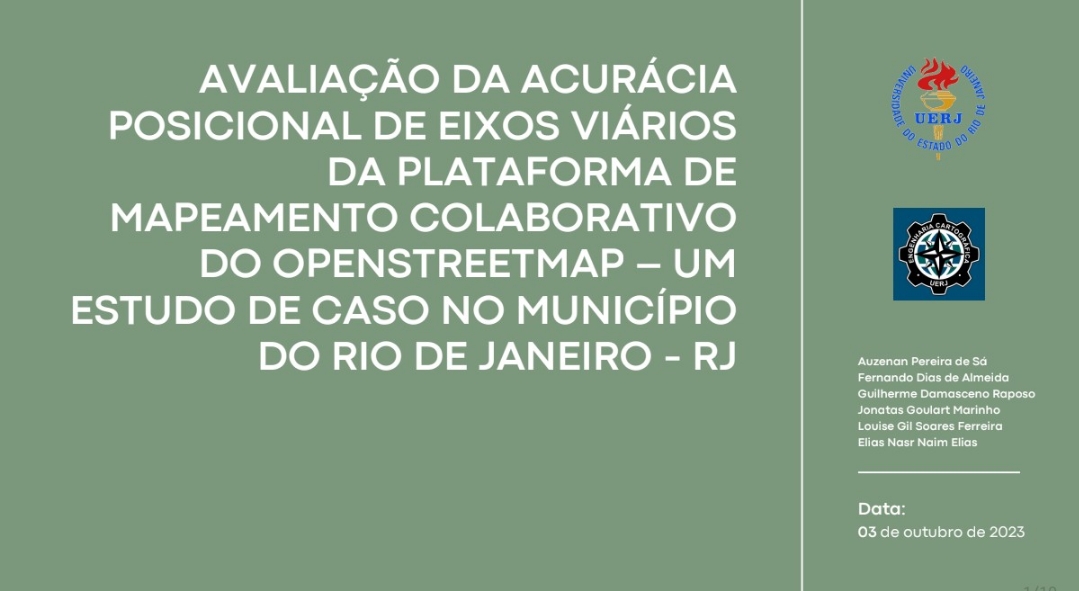 AVALIAÇÃO DA ACURÁCIA
POSICIONAL DE EIXOS VIÁRIOS
DA PLATAFORMA DE
MAPEAMENTO COLABORATIVO
DO OPENSTREETMAP – UM
ESTUDO DE CASO NO MUNICÍPIO
DO RIO DE JANEIRO - RJ
UNIVERSIDADE DO ESTADO DO RIO DE JANEIRO
UERJ
ENGENHARIA CARTOGRÁFICA
UERJ
Auzenan Pereira de Sá
Fernando Dias de Almeida
Guilherme Damasceno Raposo
Jonatas Goulart Marinho
Louise Gil Soares Ferreira
Elias Nasr Naim Elias
Data:
03 de outubro de 2023